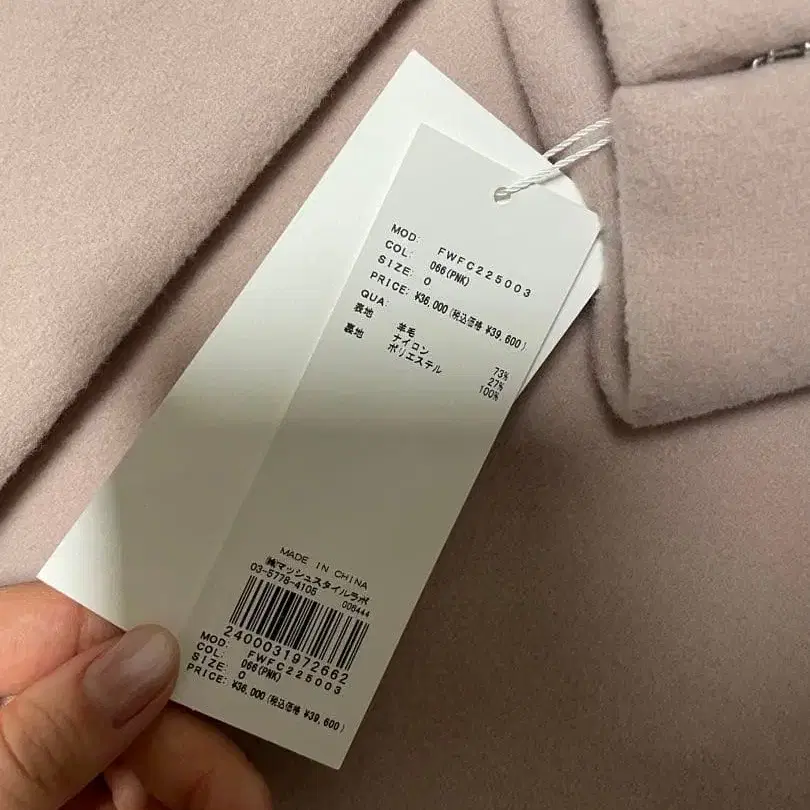 MOD: FWFC225003
COL: 066(PNK)
SIZE: 0
PRICE: ¥36,000(税込価格 ¥39,600)
QUA:
表地 羊毛 73%
ナイロン 27%
裏地 ポリエステル 100%
MADE IN CHINA
㈱マッシュスタイルラボ
03-5778-4106
006444
2400031972662
MOD: FWFC225003
COL: 066(PNK)
SIZE: 0
PRICE: ¥36,000(税込価格 ¥39,600)